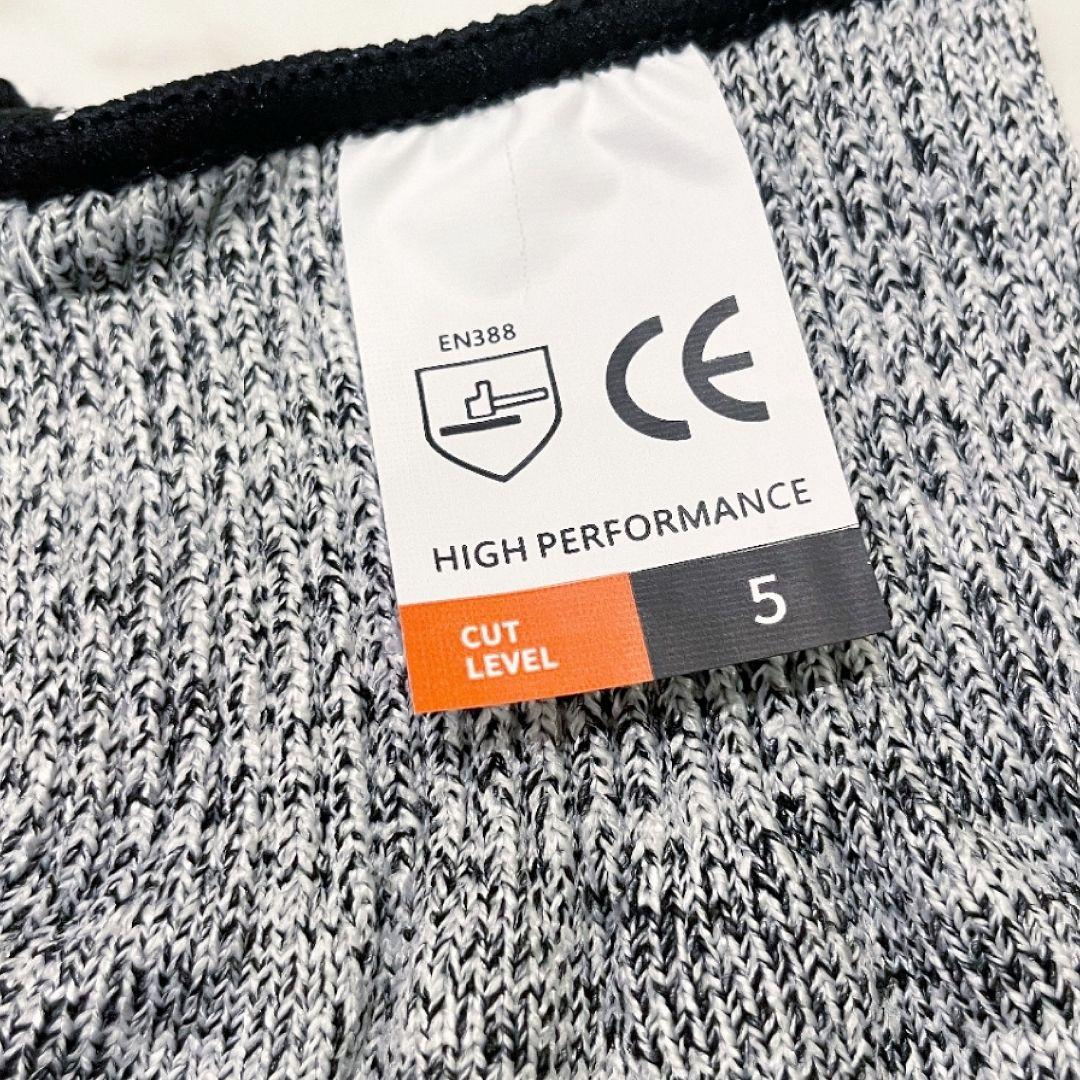 EN388
CE
HIGH PERFORMANCE
CUT
LEVEL
5